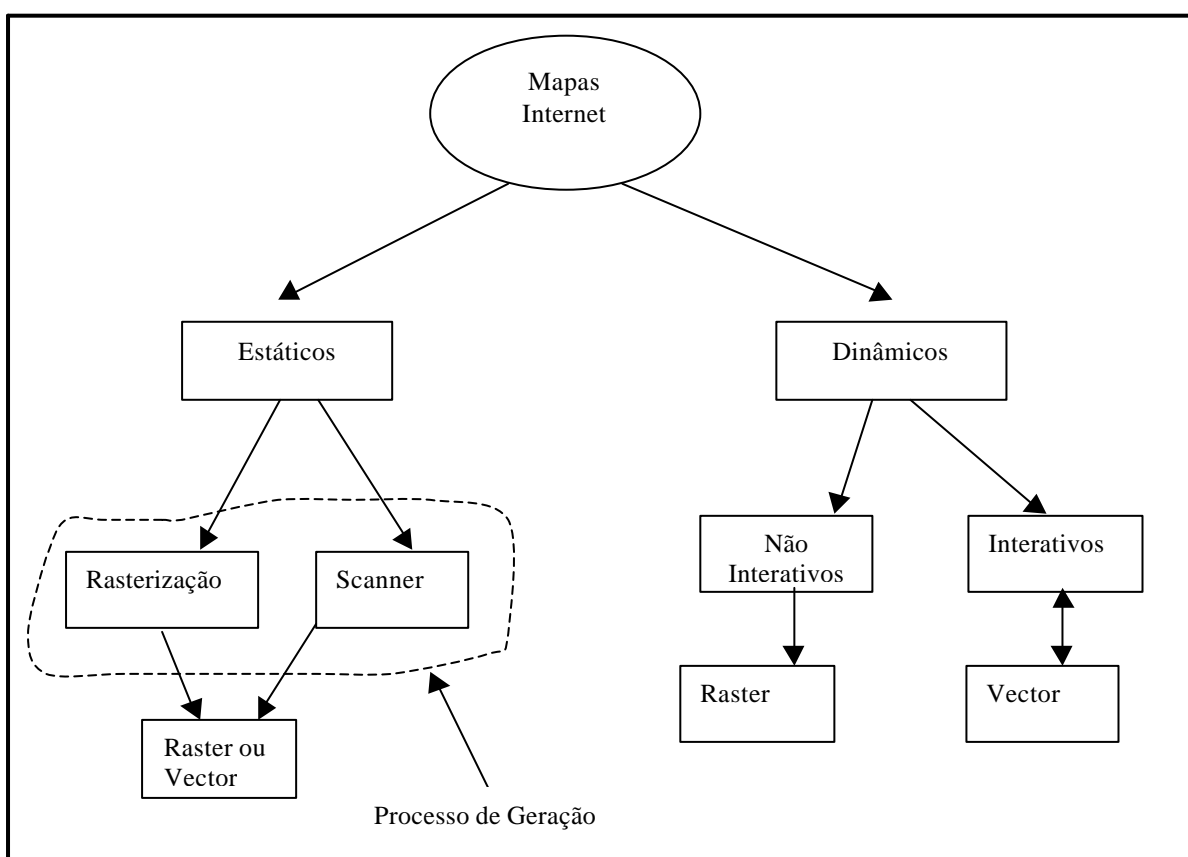 Mapas
Internet
Estáticos
Dinâmicos
Rasterização
Scanner
Não
Interativos
Interativos
Raster ou
Vector
Raster
Vector
Processo de Geração